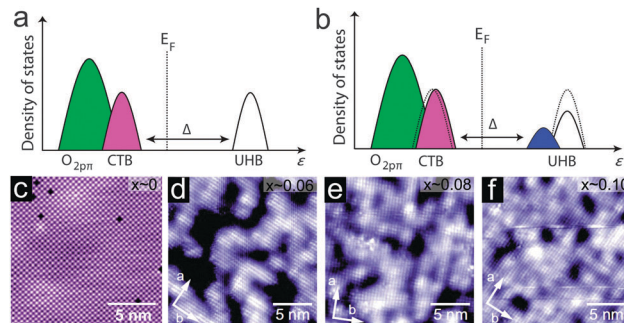 a
b
Density of states
E_F
Δ
O_2pπ
CTB
UHB
ε
Density of states
E_F
Δ
O_2pπ
CTB
UHB
ε
c
x~0
5 nm
d
x~0.06
a
b
5 nm
e
x~0.08
a
b
5 nm
f
x~0.10
a
b
5 nm